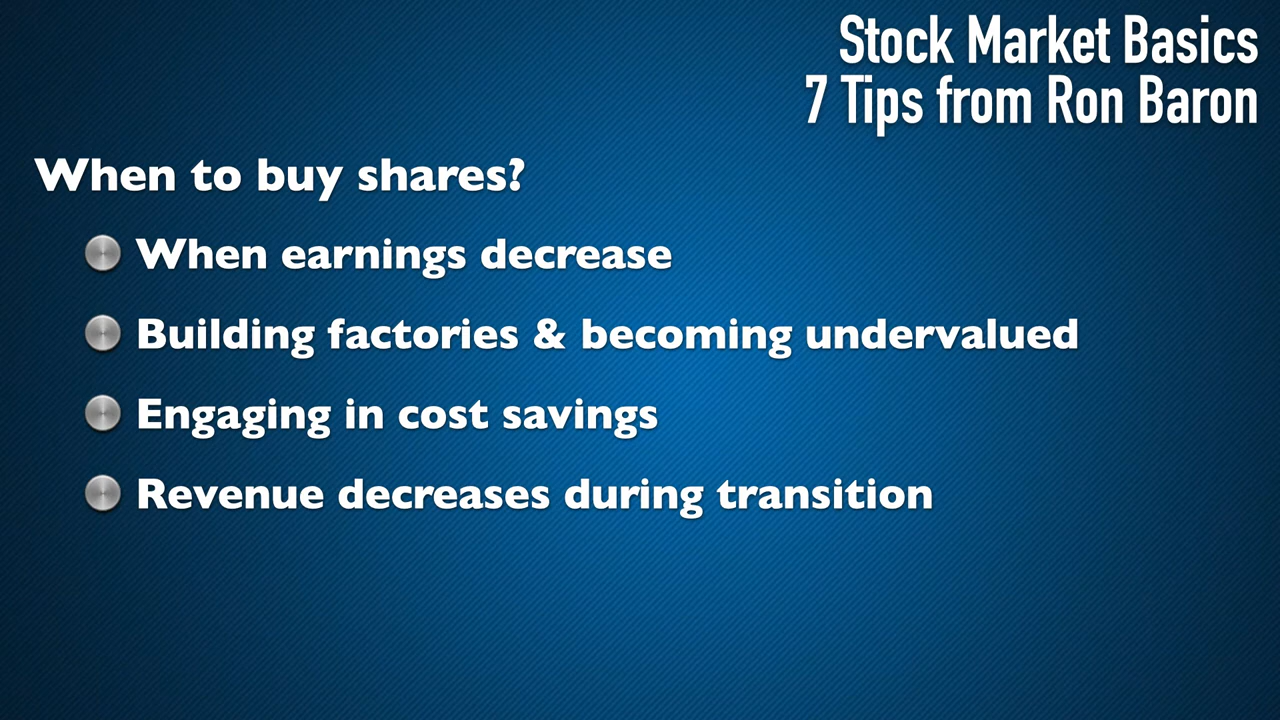 Stock Market Basics
7 Tips from Ron Baron
When to buy shares?
When earnings decrease
Building factories & becoming undervalued
Engaging in cost savings
Revenue decreases during transition